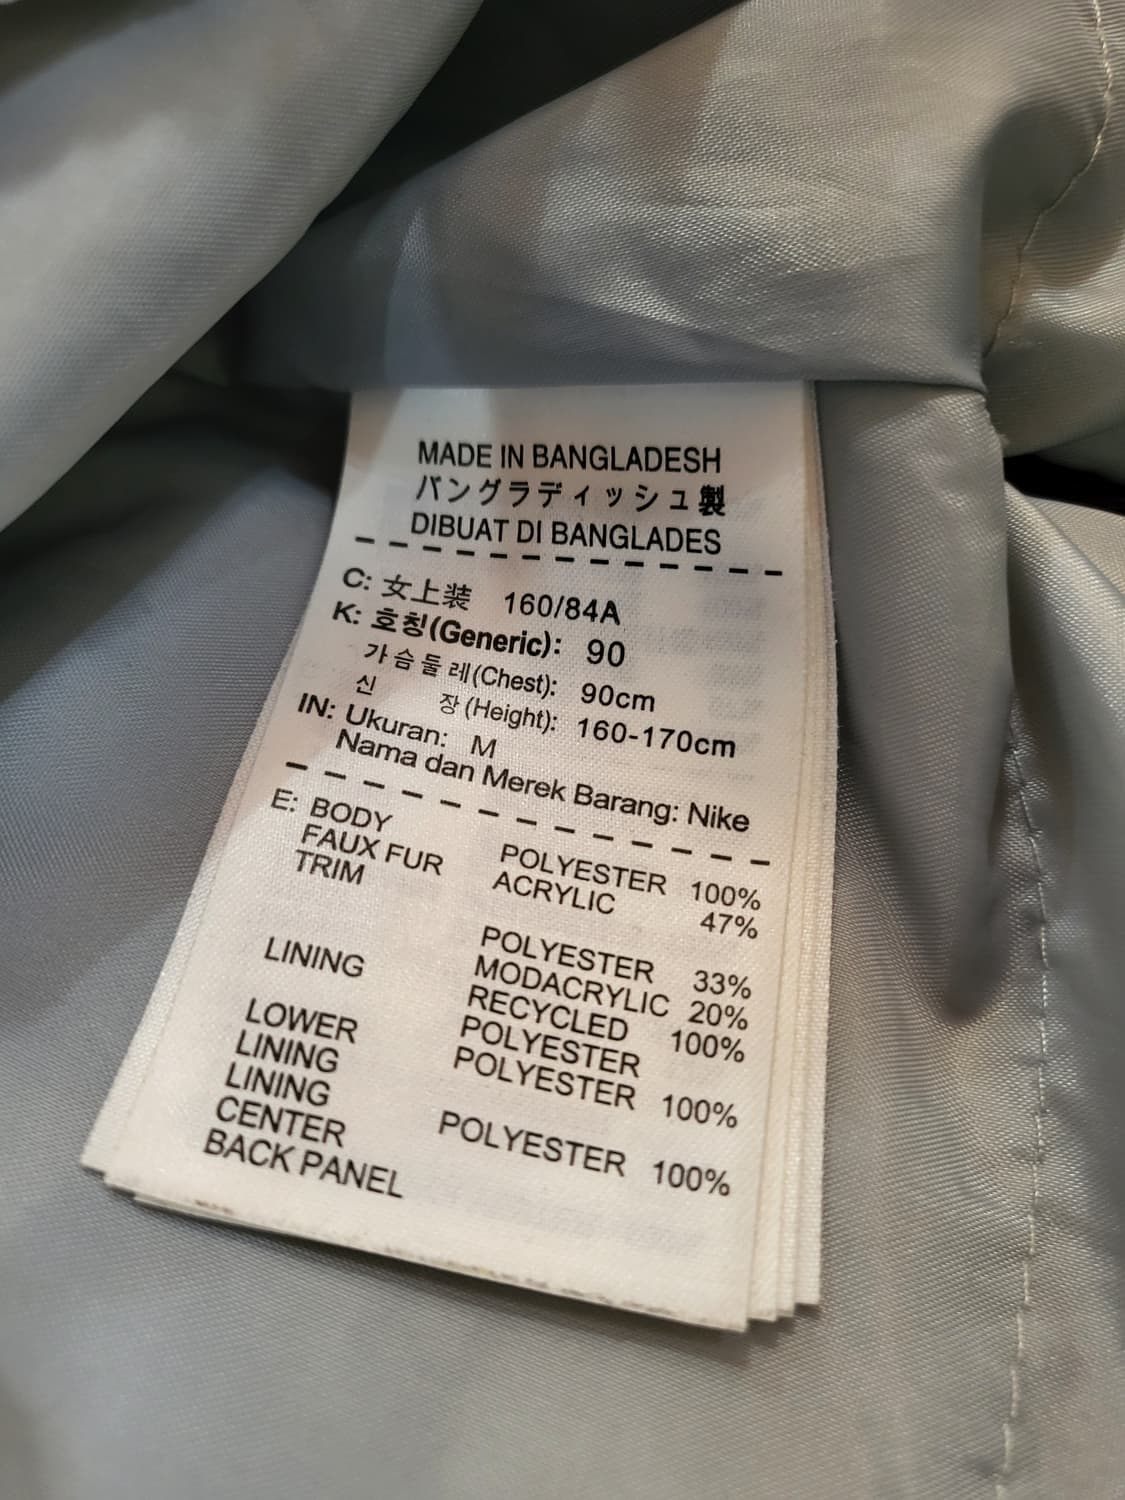 MADE IN BANGLADESH
バングラディッシュ製
DIBUAT DI BANGLADES
C: 女上装 160/84A
K: 호칭(Generic): 90
가슴둘레(Chest): 90cm
신 장(Height): 160-170cm
IN: Ukuran: M
Nama dan Merek Barang: Nike
E: BODY POLYESTER 100%
FAUX FUR ACRYLIC 47%
TRIM
POLYESTER 33%
MODACRYLIC 20%
LINING RECYCLED 100%
POLYESTER
LOWER POLYESTER 100%
LINING
LINING POLYESTER 100%
CENTER
BACK PANEL